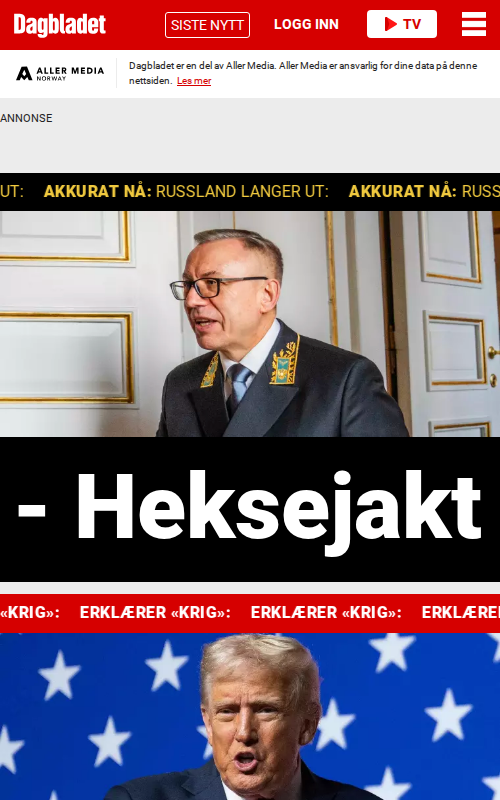 Dagbladet
SISTE NYTT
LOGG INN
TV
ALLER MEDIA
NORWAY
Dagbladet er en del av Aller Media. Aller Media er ansvarlig for dine data på denne
nettsiden. Les mer
ANNONSE
UT: AKKURAT NÅ: RUSSLAND LANGER UT: AKKURAT NÅ: RUSS
- Heksejakt
«KRIG»: ERKLÆRER «KRIG»: ERKLÆRER «KRIG»: ERKLÆRE